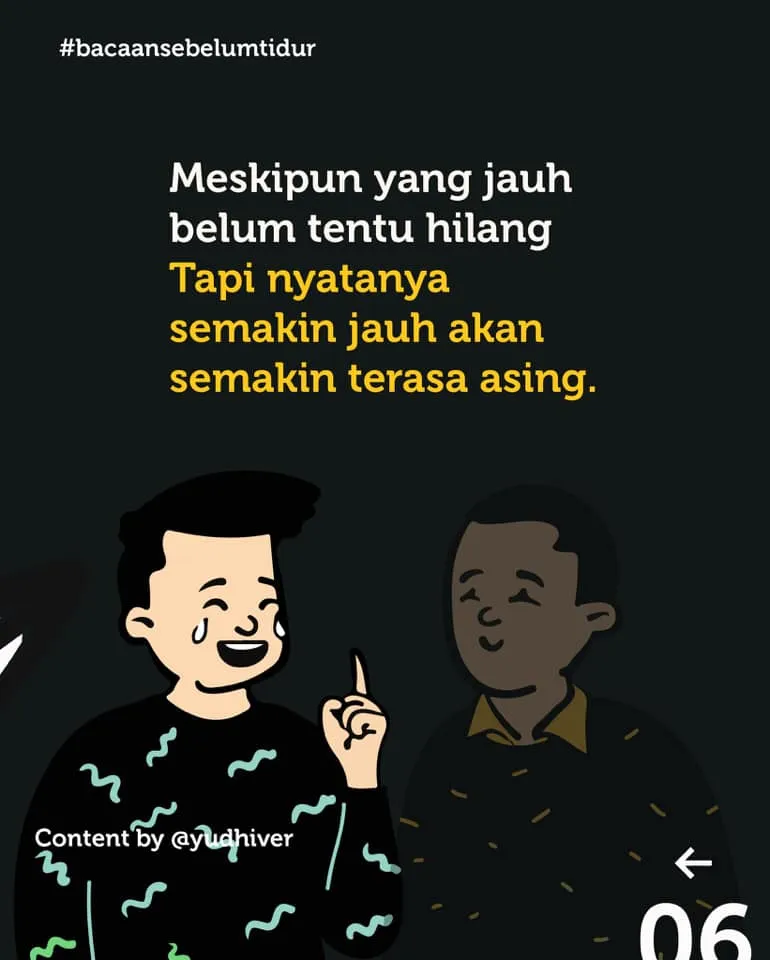 #bacaansebelumtidur
Meskipun yang jauh
belum tentu hilang
Tapi nyatanya
semakin jauh akan
semakin terasa asing.
Content by @yudhiver
06